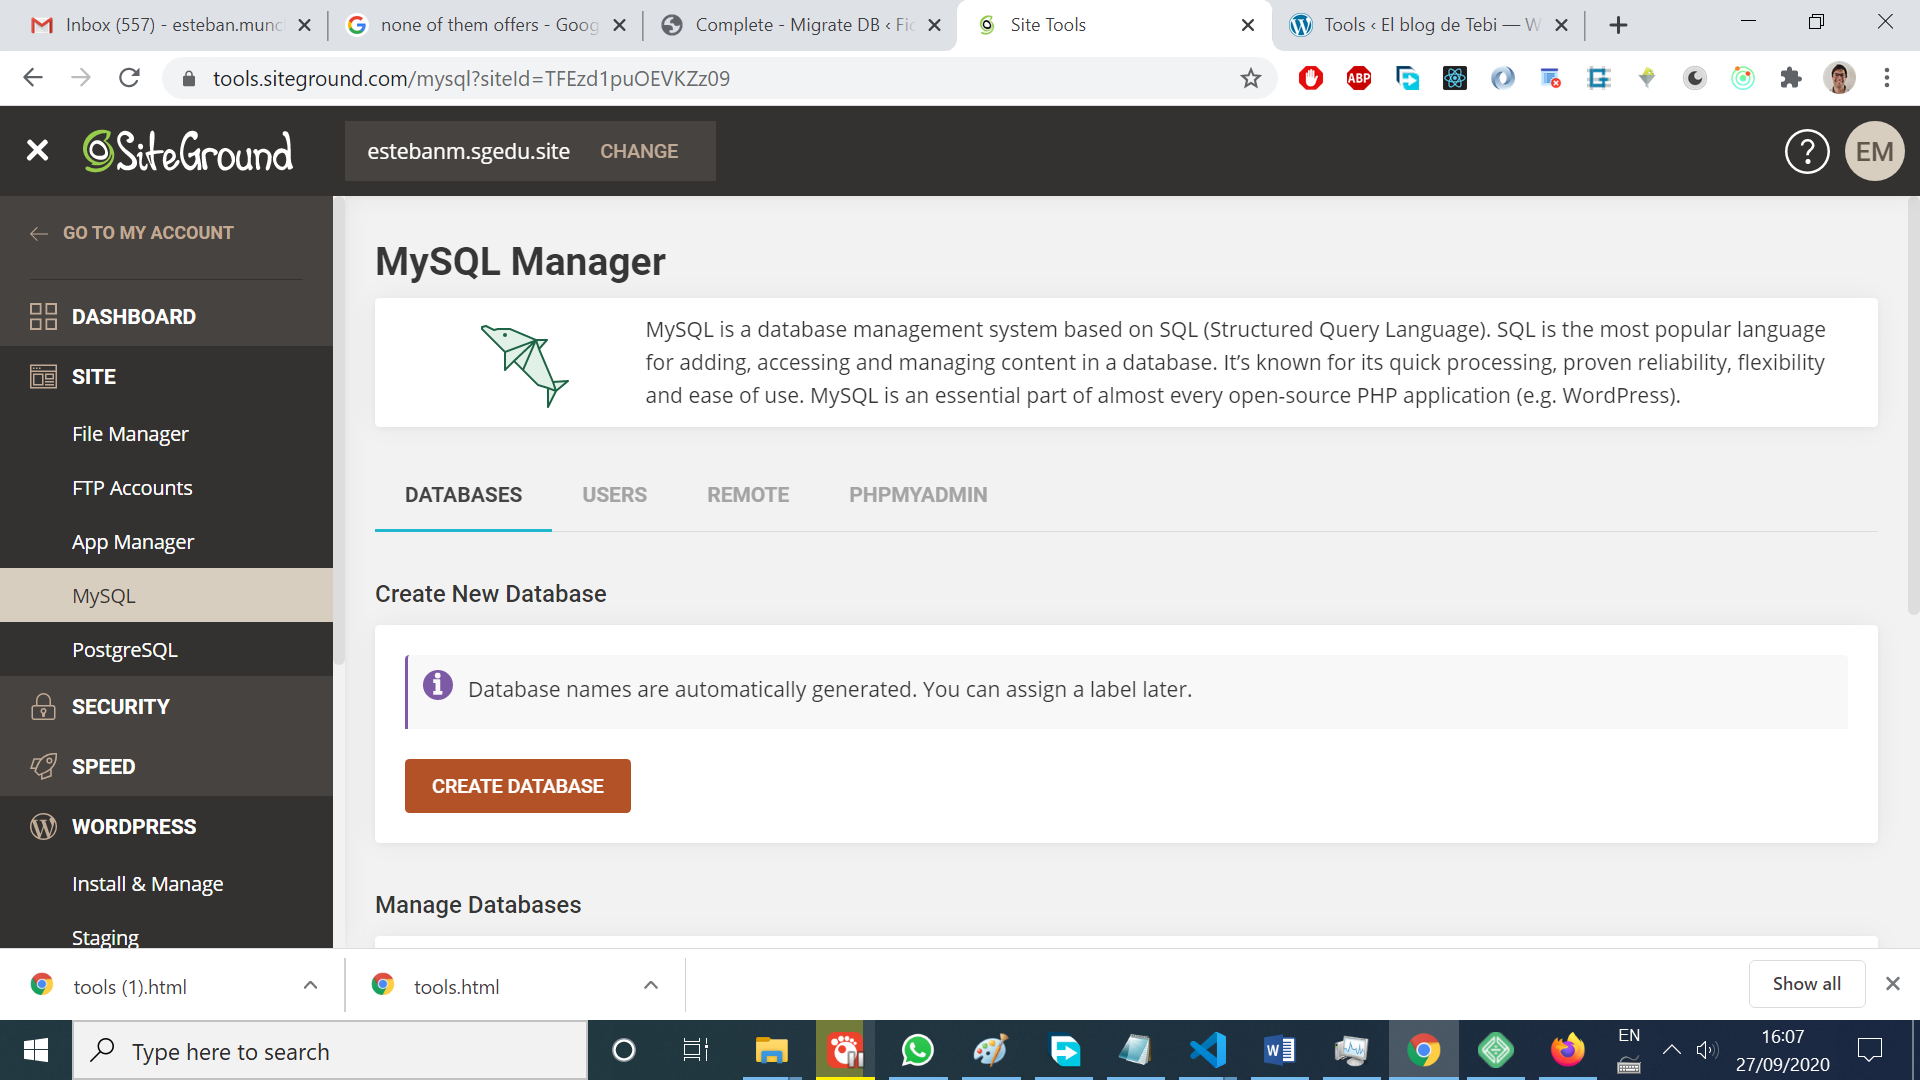 Inbox (557) - esteban.munc
none of them offers - Goog
Complete - Migrate DB ‹ Fic
Site Tools
Tools ‹ El blog de Tebi — W
tools.siteground.com/mysql?siteId=TFEzd1puOEVKZz09
ABP
SiteGround
estebanm.sgedu.site
CHANGE
?
EM
GO TO MY ACCOUNT
DASHBOARD
SITE
File Manager
FTP Accounts
App Manager
MySQL
PostgreSQL
SECURITY
SPEED
WORDPRESS
Install & Manage
Staging
MySQL Manager
MySQL is a database management system based on SQL (Structured Query Language). SQL is the most popular language
for adding, accessing and managing content in a database. It’s known for its quick processing, proven reliability, flexibility
and ease of use. MySQL is an essential part of almost every open-source PHP application (e.g. WordPress).
DATABASES
USERS
REMOTE
PHPMYADMIN
Create New Database
Database names are automatically generated. You can assign a label later.
CREATE DATABASE
Manage Databases
tools (1).html
tools.html
Show all
Type here to search
EN
16:07
27/09/2020